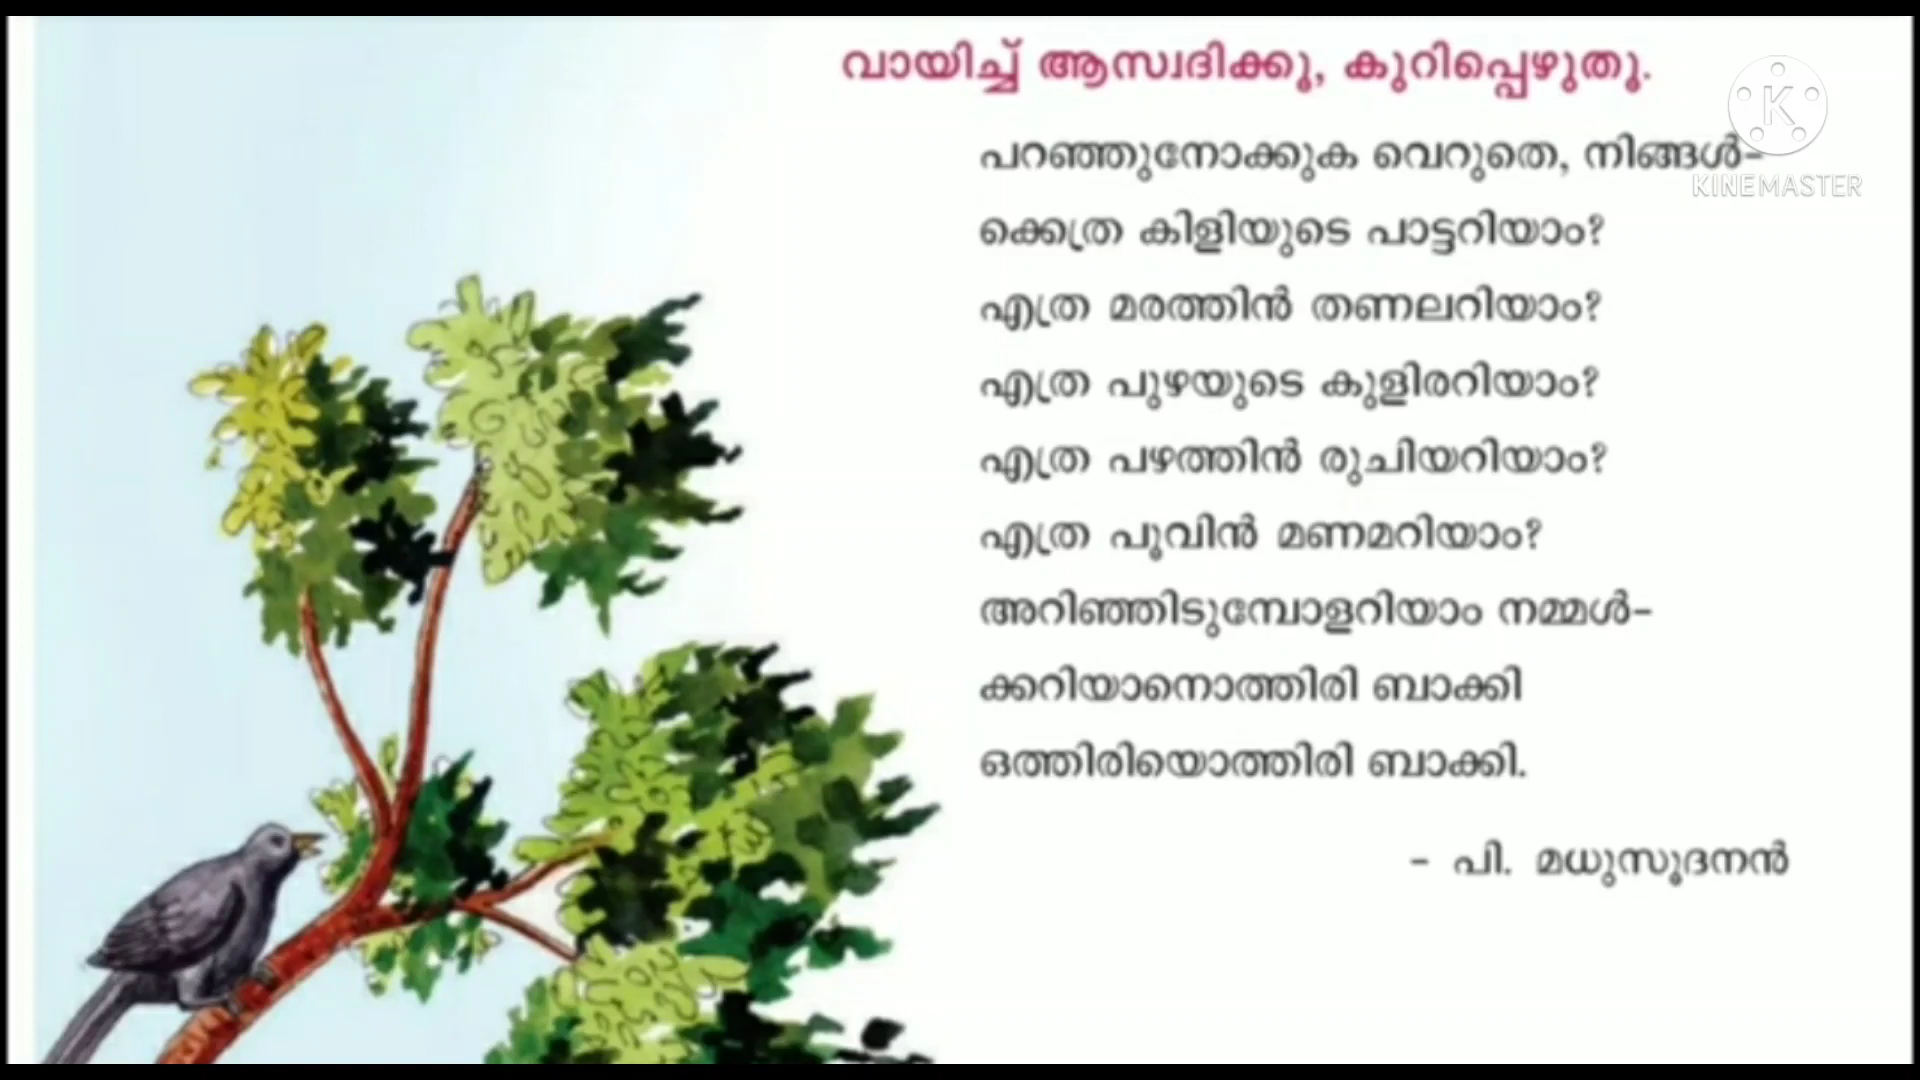 വായിച്ച് ആസ്വദിക്കൂ, കുറിപ്പെഴുതൂ.
പറഞ്ഞുനോക്കുക വെറുതെ, നിങ്ങൾ-
ക്കെത്ര കിളിയുടെ പാട്ടറിയാം?
എത്ര മരത്തിൻ തണലറിയാം?
എത്ര പുഴയുടെ കുളിരറിയാം?
എത്ര പഴത്തിൻ രുചിയറിയാം?
എത്ര പൂവിൻ മണമറിയാം?
അറിഞ്ഞിടുമ്പോളറിയാം നമ്മൾ-
ക്കറിയാനൊത്തിരി ബാക്കി
ഒത്തിരിയൊത്തിരി ബാക്കി.
- പി. മധുസൂദനൻ
K
KINEMASTER